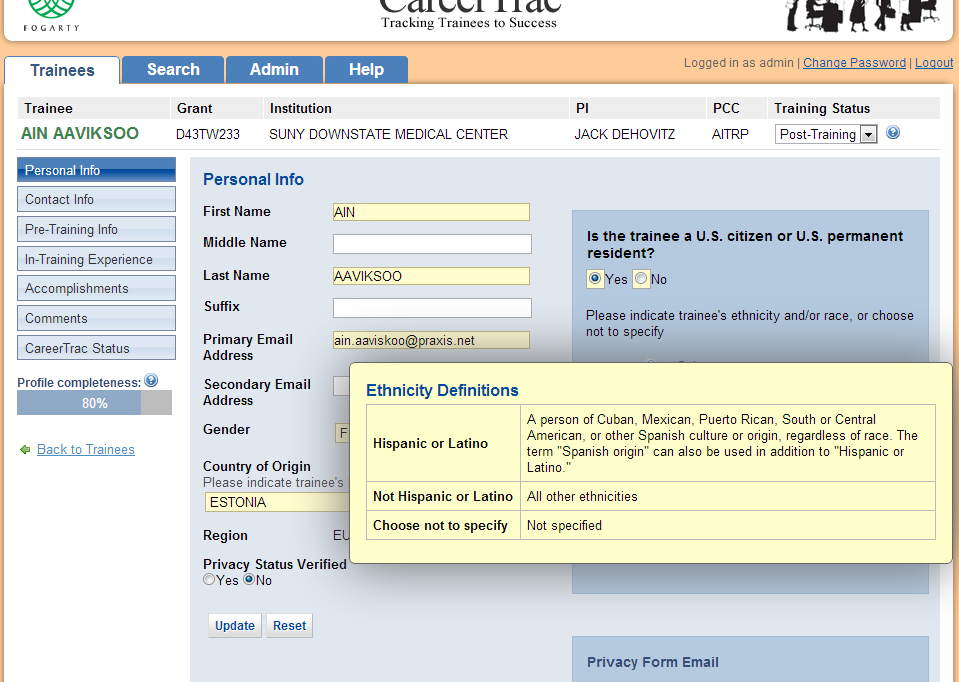 FOGARTY
CareerTrac
Tracking Trainees to Success
Trainees Search Admin Help
Logged in as admin | Change Password | Logout
Trainee Grant Institution PI PCC Training Status
AIN AAVIKSOO D43TW233 SUNY DOWNSTATE MEDICAL CENTER JACK DEHOVITZ AITRP Post-Training
Personal Info
Contact Info
Pre-Training Info
In-Training Experience
Accomplishments
Comments
CareerTrac Status
Profile completeness:
80%
Back to Trainees
Personal Info
First Name AIN
Middle Name
Last Name AAVIKSOO
Suffix
Primary Email
Address
ain.aaviskoo@praxis.net
Secondary Email
Address
Gender F
Country of Origin
Please indicate trainee's
ESTONIA
Region EU
Privacy Status Verified
Yes No
Update Reset
Is the trainee a U.S. citizen or U.S. permanent
resident?
Yes No
Please indicate trainee's ethnicity and/or race, or choose
not to specify
Ethnicity Definitions
Hispanic or Latino
A person of Cuban, Mexican, Puerto Rican, South or Central
American, or other Spanish culture or origin, regardless of race. The
term "Spanish origin" can also be used in addition to "Hispanic or
Latino."
Not Hispanic or Latino All other ethnicities
Choose not to specify Not specified
Privacy Form Email